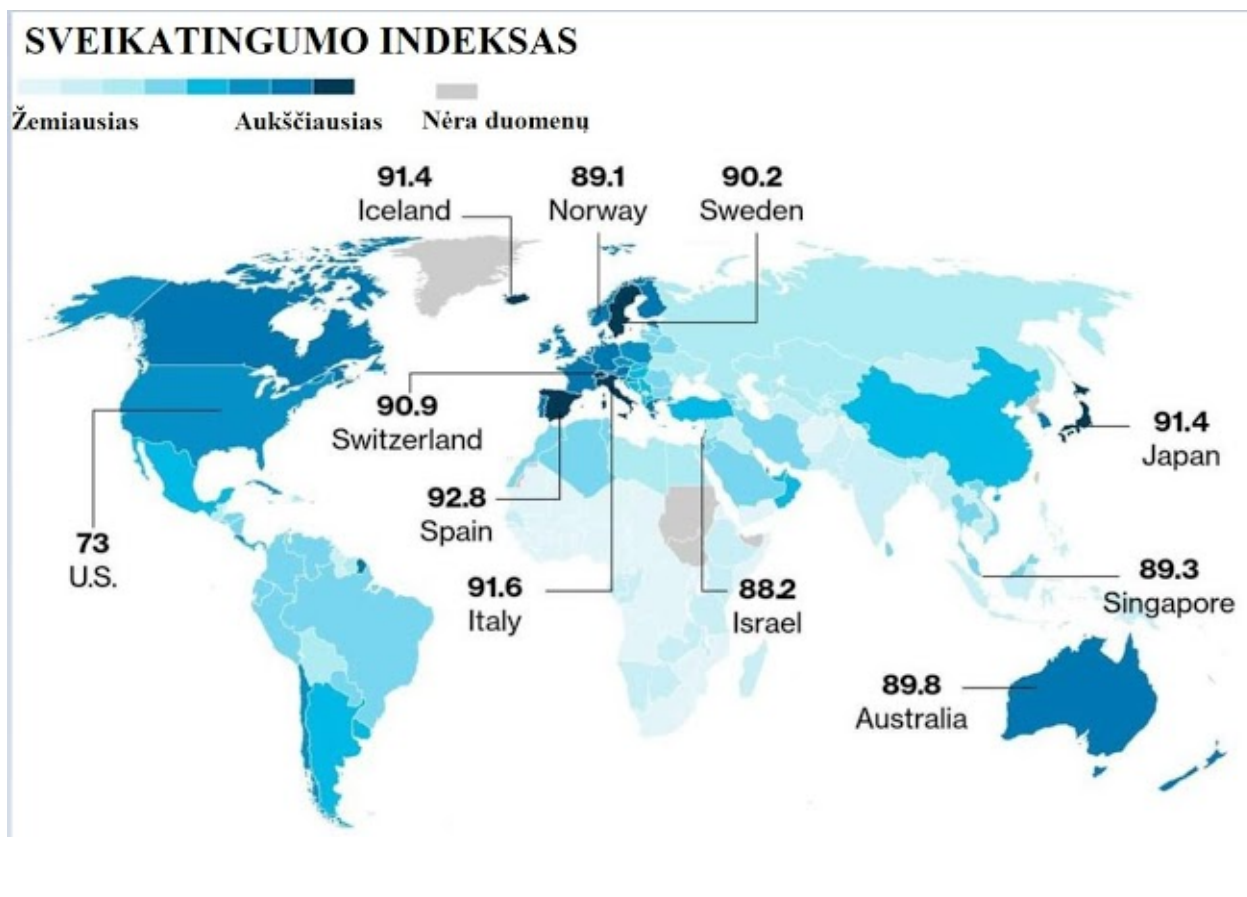 SVEIKATINGUMO INDEKSAS
Žemiausias Aukščiausias Nėra duomenų
91.4
Iceland
89.1
Norway
90.2
Sweden
90.9
Switzerland
91.4
Japan
92.8
Spain
73
U.S.
91.6
Italy
88.2
Israel
89.3
Singapore
89.8
Australia